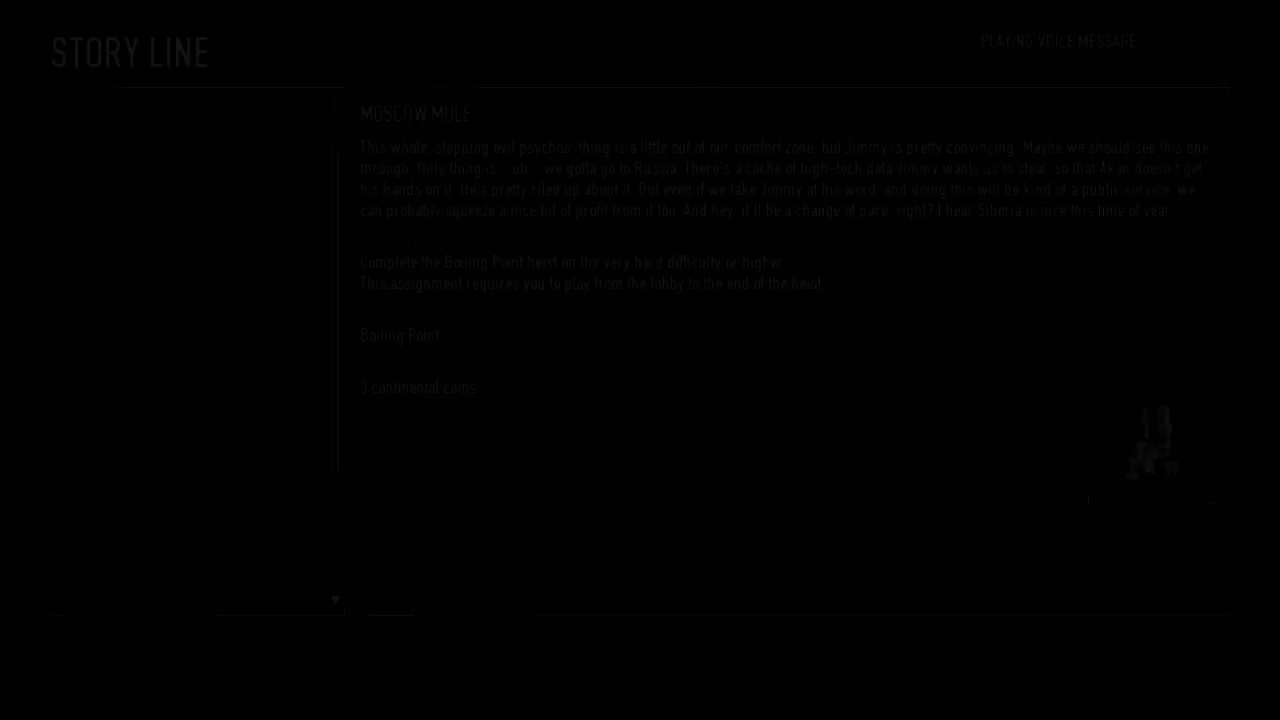 STORY LINE
PLAYING VOICE MESSAGE
MOSCOW MULE
This whole 'stopping evil psychos' thing is a little out of our comfort zone, but Jimmy is pretty convincing. Maybe we should see this one
through. Only thing is... uh... we gotta go to Russia. There's a cache of high-tech data Jimmy wants us to steal, so that Akan doesn't get
his hands on it. He's pretty riled up about it. But even if we take Jimmy at his word, and doing this will be kind of a public service, we
can probably squeeze a nice bit of profit from it too. And hey, it'll be a change of pace, right? I hear Siberia is nice this time of year.
Complete the Boiling Point heist on the very hard difficulty or higher.
This assignment requires you to play from the lobby to the end of the heist.
Boiling Point
3 continental coins